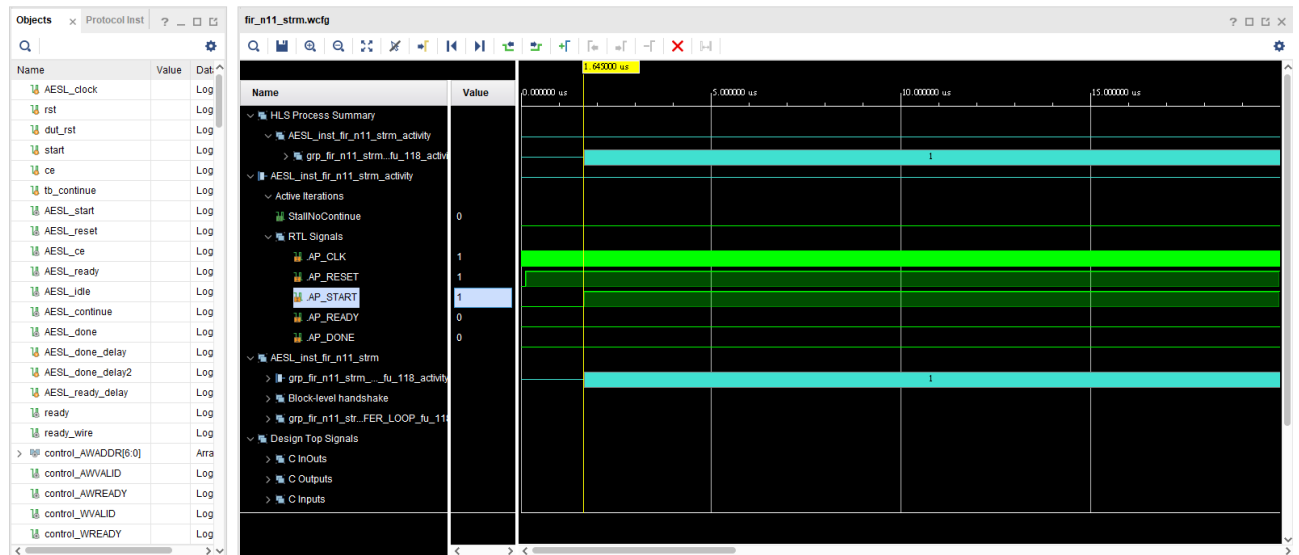 Objects × Protocol Inst ? _ □
Name Value Dat
AESL_clock Log
rst Log
dut_rst Log
start Log
ce Log
tb_continue Log
AESL_start Log
AESL_reset Log
AESL_ce Log
AESL_ready Log
AESL_idle Log
AESL_continue Log
AESL_done Log
AESL_done_delay Log
AESL_done_delay2 Log
AESL_ready_delay Log
ready Log
ready_wire Log
control_AWADDR[6:0] Arra
control_AWVALID Log
control_AWREADY Log
control_WVALID Log
control_WREADY Log
fir_n11_strm.wcfg ? □ ×
1.645000 us
Name Value 0.000000 us 5.000000 us 10.000000 us 15.000000 us
HLS Process Summary
AESL_inst_fir_n11_strm_activity
grp_fir_n11_strm...fu_118_activi 1
AESL_inst_fir_n11_strm_activity
Active Iterations
StallNoContinue 0
RTL Signals
.AP_CLK 1
.AP_RESET 1
.AP_START 1
.AP_READY 0
.AP_DONE 0
AESL_inst_fir_n11_strm
grp_fir_n11_strm_..._fu_118_activity 1
Block-level handshake
grp_fir_n11_str...FER_LOOP_fu_118
Design Top Signals
C InOuts
C Outputs
C Inputs